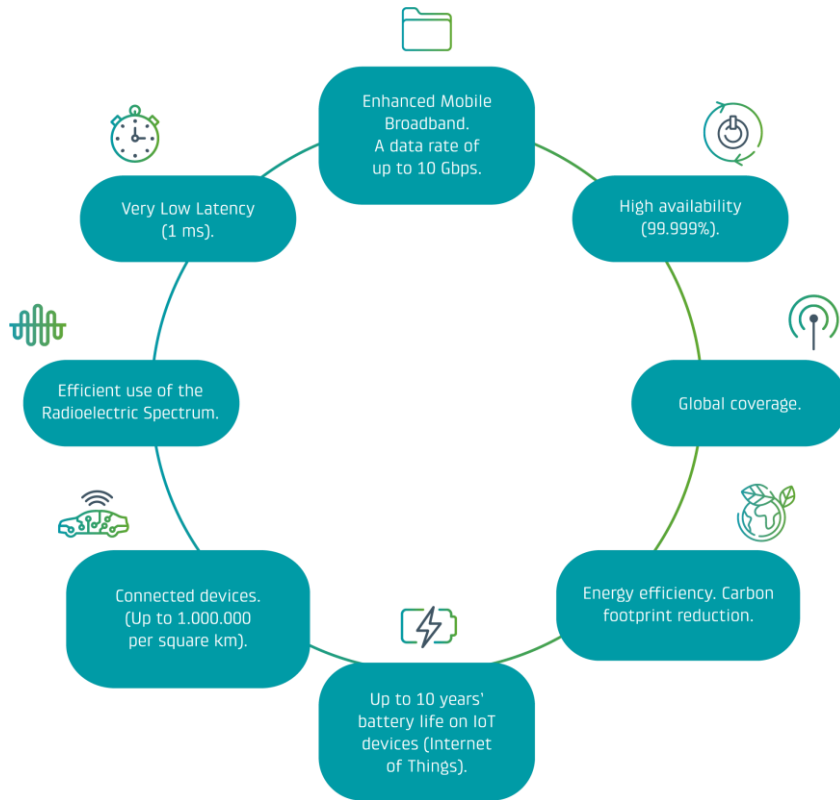 Enhanced Mobile
Broadband.
A data rate of
up to 10 Gbps.
Very Low Latency
(1 ms).
High availability
(99.999%).
Efficient use of the
Radioelectric Spectrum.
Global coverage.
Connected devices.
(Up to 1.000.000
per square km).
Energy efficiency. Carbon
footprint reduction.
Up to 10 years’
battery life on IoT
devices (Internet
of Things).